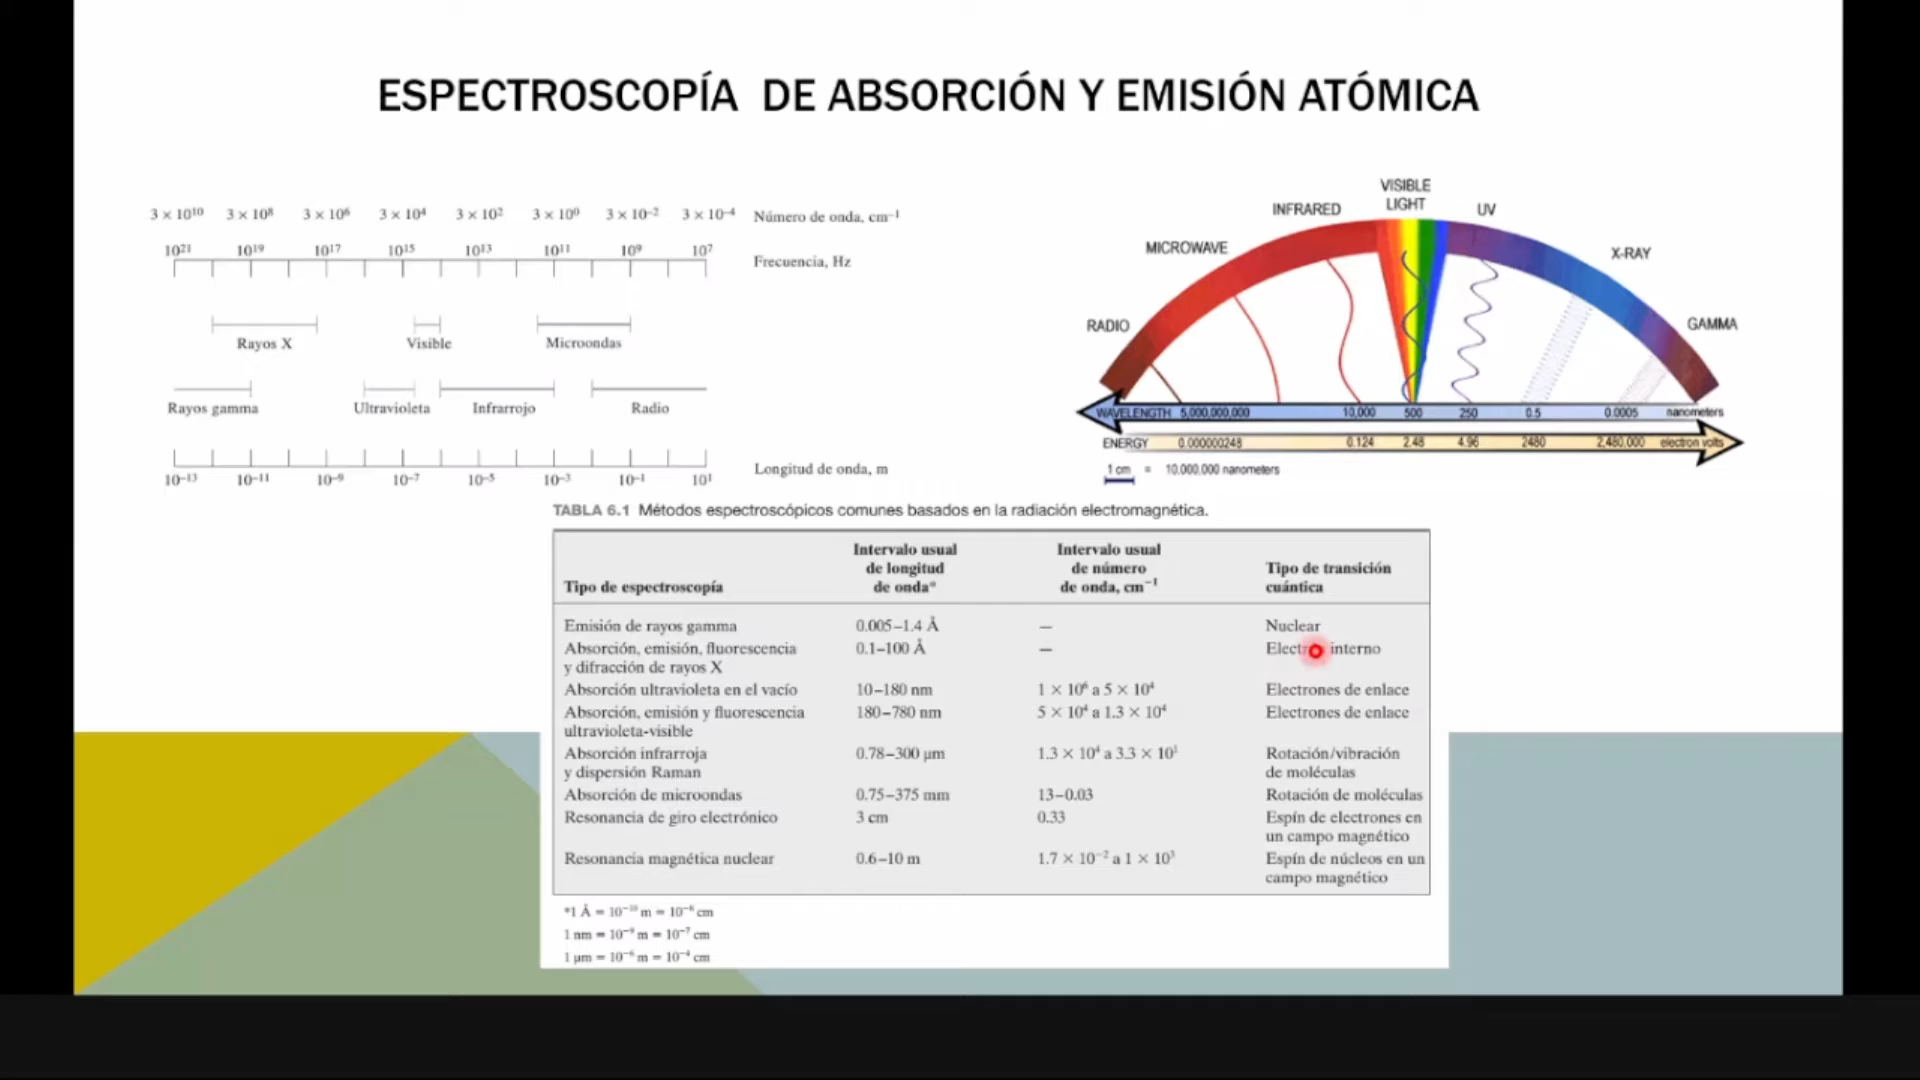 ESPECTROSCOPÍA DE ABSORCIÓN Y EMISIÓN ATÓMICA
3 × 10¹⁰ 3 × 10⁸ 3 × 10⁶ 3 × 10⁴ 3 × 10² 3 × 10⁰ 3 × 10⁻² 3 × 10⁻⁴ Número de onda, cm⁻¹
10²¹ 10¹⁹ 10¹⁷ 10¹⁵ 10¹³ 10¹¹ 10⁹ 10⁷ Frecuencia, Hz
Rayos X Visible Microondas
Rayos gamma Ultravioleta Infrarrojo Radio
10⁻¹³ 10⁻¹¹ 10⁻⁹ 10⁻⁷ 10⁻⁵ 10⁻³ 10⁻¹ 10¹ Longitud de onda, m
VISIBLE
LIGHT
INFRARED UV
MICROWAVE X-RAY
RADIO GAMMA
WAVELENGTH 5,000,000,000 10,000 500 250 0.5 0.0005 nanometers
ENERGY 0.000000248 0.124 2.48 4.96 2480 2,480,000 electron volts
1 cm = 10,000,000 nanometers
TABLA 6.1 Métodos espectroscópicos comunes basados en la radiación electromagnética.
Tipo de espectroscopía Intervalo usual de longitud de onda* Intervalo usual de número de onda, cm⁻¹ Tipo de transición cuántica
Emisión de rayos gamma 0.005–1.4 Å — Nuclear
Absorción, emisión, fluorescencia 0.1–100 Å — interno
y difracción de rayos X
Absorción ultravioleta en el vacío 10–180 nm 1 × 10⁶ a 5 × 10⁴ Electrones de enlace
Absorción, emisión y fluorescencia 180–780 nm 5 × 10⁴ a 1.3 × 10⁴ Electrones de enlace
ultravioleta-visible
Absorción infrarroja 0.78–300 μm 1.3 × 10⁴ a 3.3 × 10¹ Rotación/vibración
y dispersión Raman de moléculas
Absorción de microondas 0.75–375 mm 13–0.03 Rotación de moléculas
Resonancia de giro electrónico 3 cm 0.33 Espín de electrones en
un campo magnético
Resonancia magnética nuclear 0.6–10 m 1.7 × 10⁻² a 1 × 10³ Espín de núcleos en un
campo magnético
*1 Å = 10⁻¹⁰ m = 10⁻⁸ cm
1 nm = 10⁻⁹ m = 10⁻⁷ cm
1 μm = 10⁻⁶ m = 10⁻⁴ cm